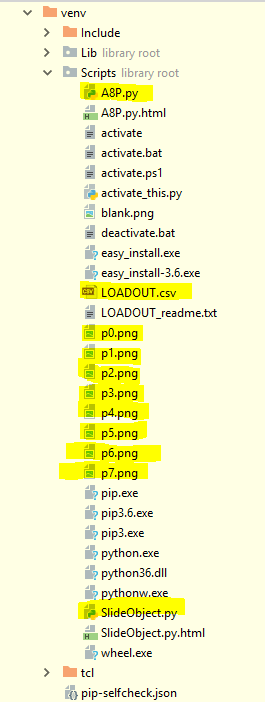 venv
Include
Lib library root
Scripts library root
A8P.py
A8P.py.html
activate
activate.bat
activate.ps1
activate_this.py
blank.png
deactivate.bat
easy_install.exe
easy_install-3.6.exe
LOADOUT.csv
LOADOUT_readme.txt
p0.png
p1.png
p2.png
p3.png
p4.png
p5.png
p6.png
p7.png
pip.exe
pip3.6.exe
pip3.exe
python.exe
python36.dll
pythonw.exe
SlideObject.py
SlideObject.py.html
wheel.exe
tcl
pip-selfcheck.json